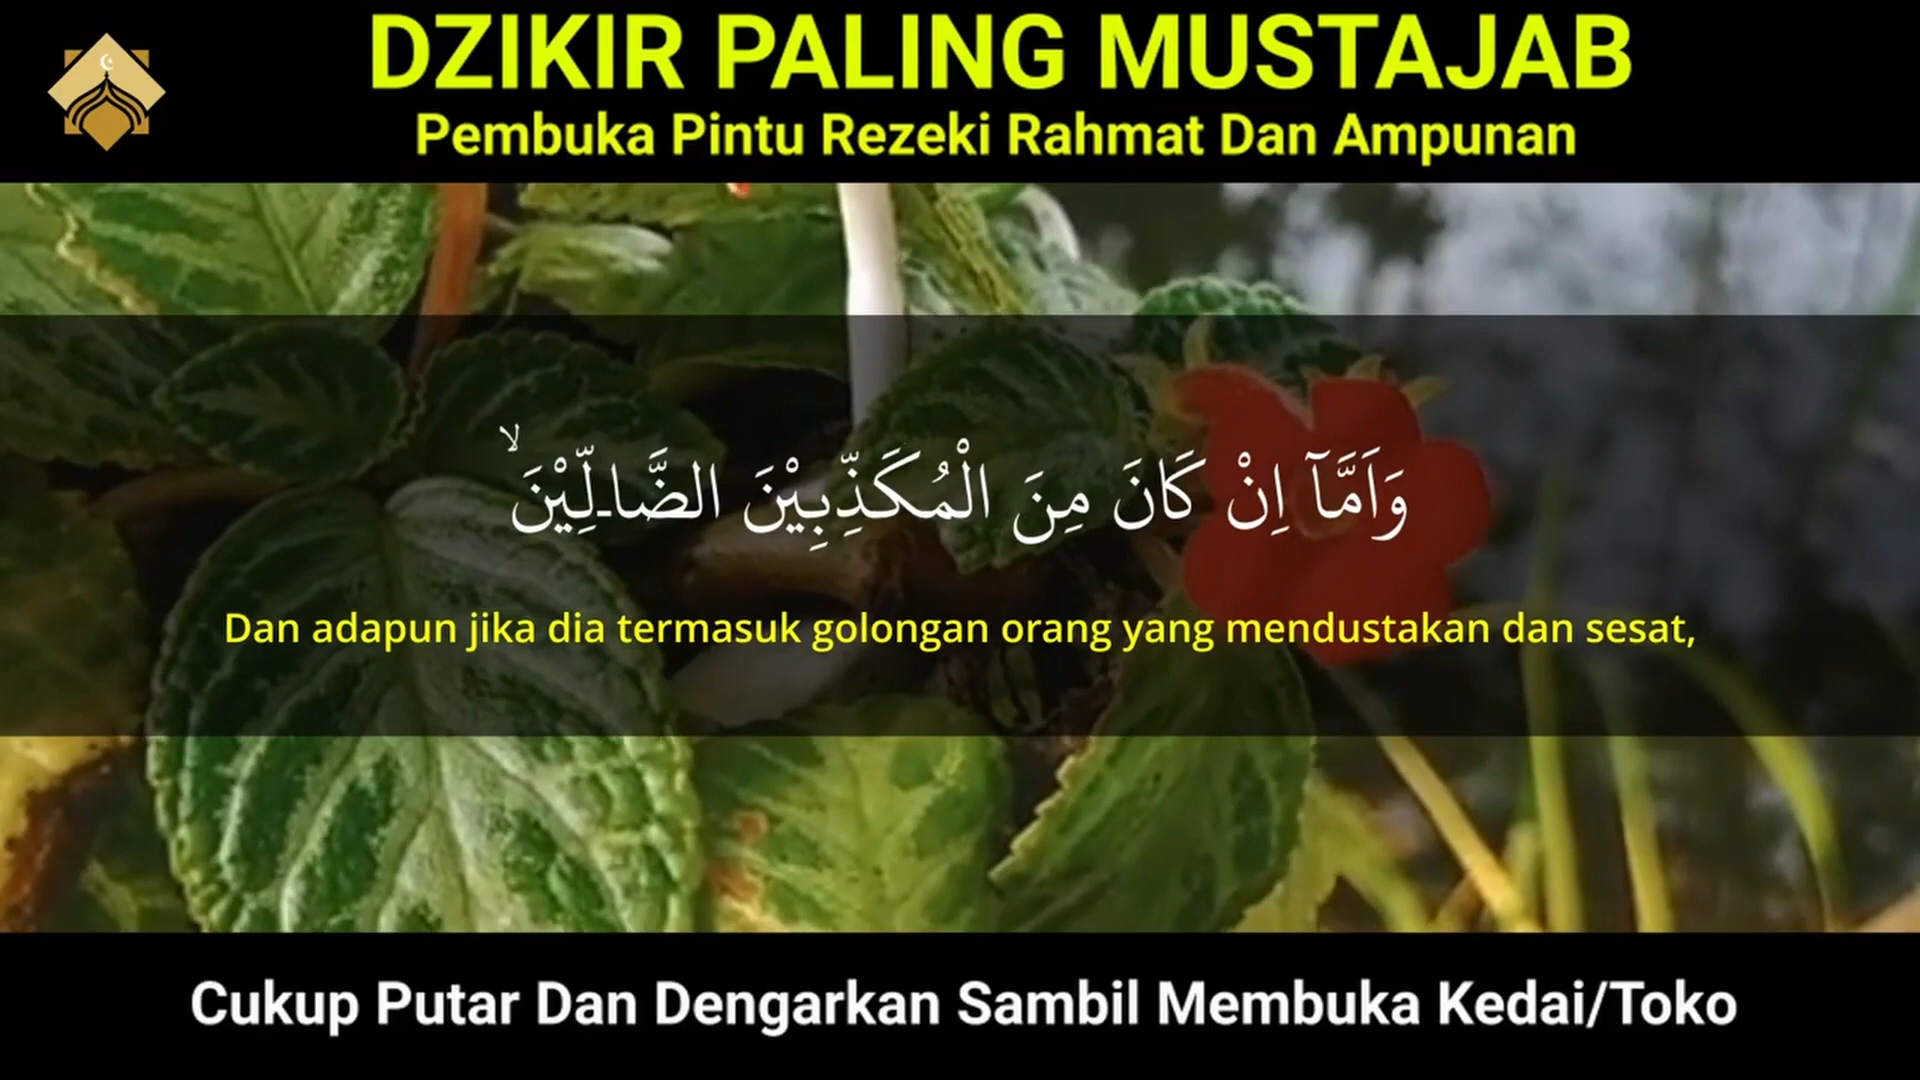 DZIKIR PALING MUSTAJAB
Pembuka Pintu Rezeki Rahmat Dan Ampunan
وَاَمَّآ اِنْ كَانَ مِنَ الْمُكَذِّبِيْنَ الضَّاۤلِّيْنَۙ
Dan adapun jika dia termasuk golongan orang yang mendustakan dan sesat,
Cukup Putar Dan Dengarkan Sambil Membuka Kedai/Toko